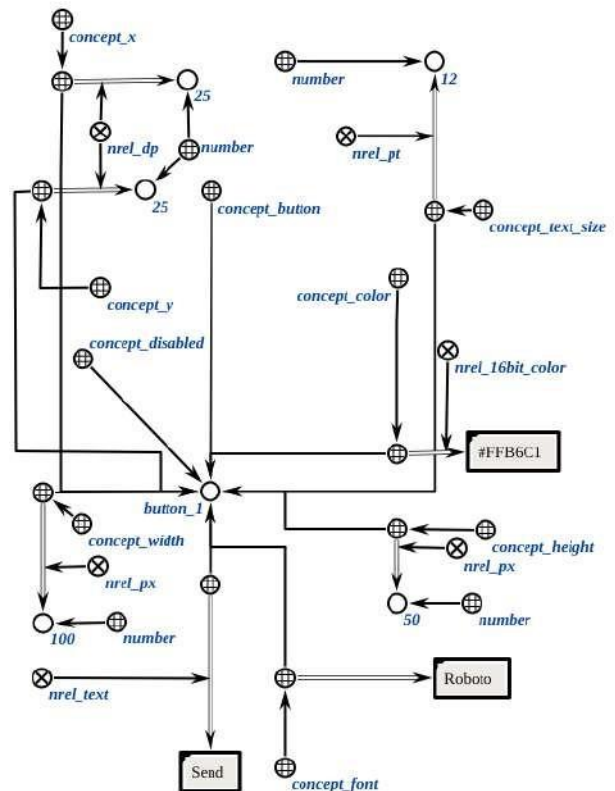 concept_x
25
number
12
nrel_dp
number
nrel_pt
25
concept_button
concept_text_size
concept_color
concept_y
concept_disabled
nrel_16bit_color
#FFB6C1
button_1
concept_width
concept_height
nrel_px
nrel_px
100
number
50
number
nrel_text
Roboto
Send
concept_font